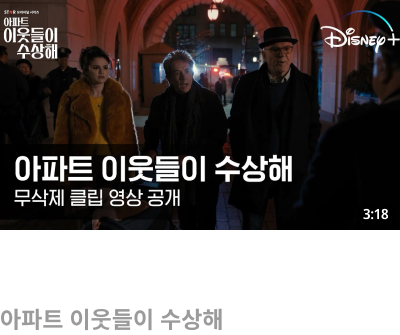 아파트
이웃들이
수상해
Disney+
아파트 이웃들이 수상해
무삭제 클립 영상 공개
3:18
아파트 이웃들이 수상해